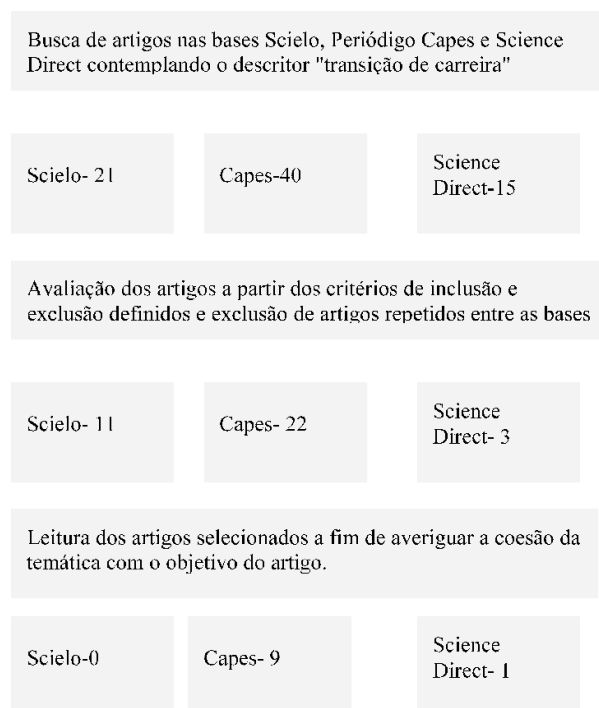 Busca de artigos nas bases Scielo, Periódigo Capes e Science
Direct contemplando o descritor "transição de carreira"
Scielo- 21
Capes-40
Science
Direct-15
Avaliação dos artigos a partir dos critérios de inclusão e
exclusão definidos e exclusão de artigos repetidos entre as bases
Scielo- 11
Capes- 22
Science
Direct- 3
Leitura dos artigos selecionados a fim de averiguar a coesão da
temática com o objetivo do artigo.
Scielo-0
Capes- 9
Science
Direct- 1